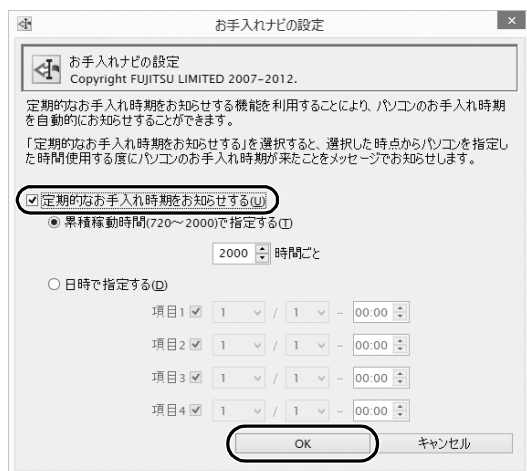 お手入れナビの設定
お手入れナビの設定
Copyright FUJITSU LIMITED 2007-2012.
定期的なお手入れ時期をお知らせする機能を利用することにより、パソコンのお手入れ時期
を自動的にお知らせすることができます。
「定期的なお手入れ時期をお知らせする」を選択すると、選択した時点からパソコンを指定し
た時間使用する度にパソコンのお手入れ時期が来たことをメッセージでお知らせします。
定期的なお手入れ時期をお知らせする(U)
累積稼動時間(720～2000)で指定する(T)
2000 時間ごと
日時で指定する(D)
項目1 1 / 1 - 00:00
項目2 1 / 1 - 00:00
項目3 1 / 1 - 00:00
項目4 1 / 1 - 00:00
OK キャンセル